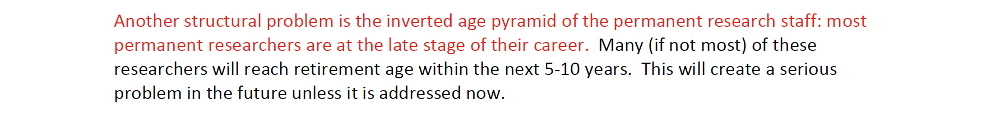 Another structural problem is the inverted age pyramid of the permanent research staff: most
permanent researchers are at the late stage of their career.  Many (if not most) of these
researchers will reach retirement age within the next 5-10 years.  This will create a serious
problem in the future unless it is addressed now.